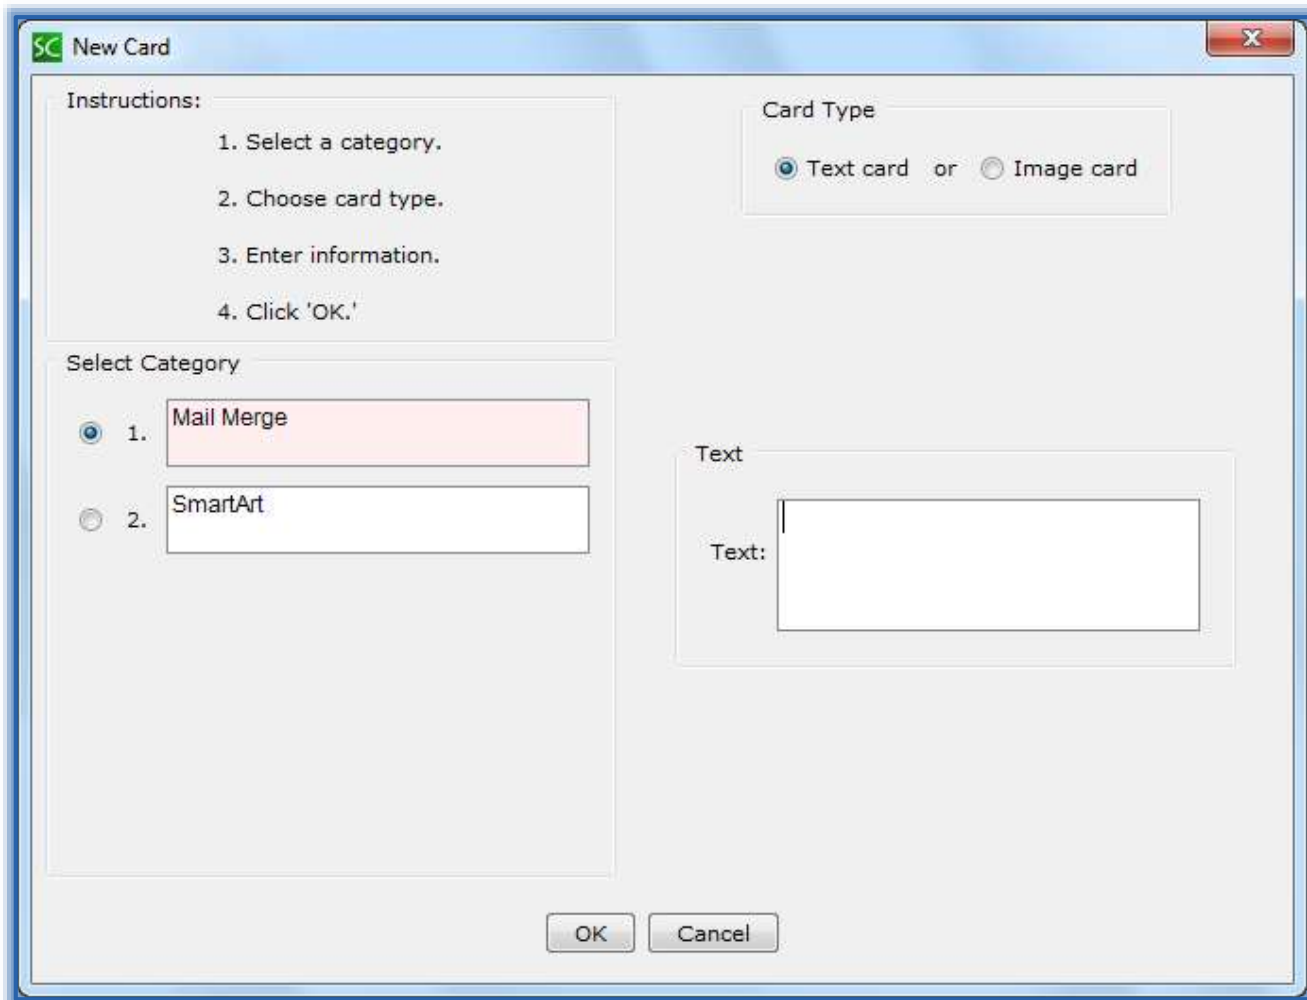 SC New Card
X
Instructions:
1. Select a category.
2. Choose card type.
3. Enter information.
4. Click 'OK.'
Card Type
Text card or Image card
Select Category
1. Mail Merge
2. SmartArt
Text
Text:
OK Cancel